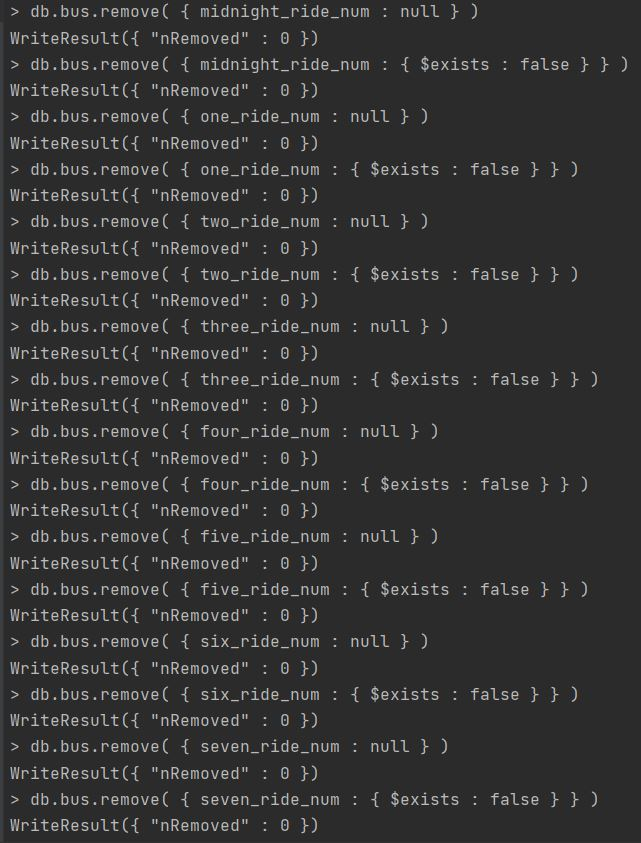 > db.bus.remove( { midnight_ride_num : null } )
WriteResult({ "nRemoved" : 0 })
> db.bus.remove( { midnight_ride_num : { $exists : false } } )
WriteResult({ "nRemoved" : 0 })
> db.bus.remove( { one_ride_num : null } )
WriteResult({ "nRemoved" : 0 })
> db.bus.remove( { one_ride_num : { $exists : false } } )
WriteResult({ "nRemoved" : 0 })
> db.bus.remove( { two_ride_num : null } )
WriteResult({ "nRemoved" : 0 })
> db.bus.remove( { two_ride_num : { $exists : false } } )
WriteResult({ "nRemoved" : 0 })
> db.bus.remove( { three_ride_num : null } )
WriteResult({ "nRemoved" : 0 })
> db.bus.remove( { three_ride_num : { $exists : false } } )
WriteResult({ "nRemoved" : 0 })
> db.bus.remove( { four_ride_num : null } )
WriteResult({ "nRemoved" : 0 })
> db.bus.remove( { four_ride_num : { $exists : false } } )
WriteResult({ "nRemoved" : 0 })
> db.bus.remove( { five_ride_num : null } )
WriteResult({ "nRemoved" : 0 })
> db.bus.remove( { five_ride_num : { $exists : false } } )
WriteResult({ "nRemoved" : 0 })
> db.bus.remove( { six_ride_num : null } )
WriteResult({ "nRemoved" : 0 })
> db.bus.remove( { six_ride_num : { $exists : false } } )
WriteResult({ "nRemoved" : 0 })
> db.bus.remove( { seven_ride_num : null } )
WriteResult({ "nRemoved" : 0 })
> db.bus.remove( { seven_ride_num : { $exists : false } } )
WriteResult({ "nRemoved" : 0 })